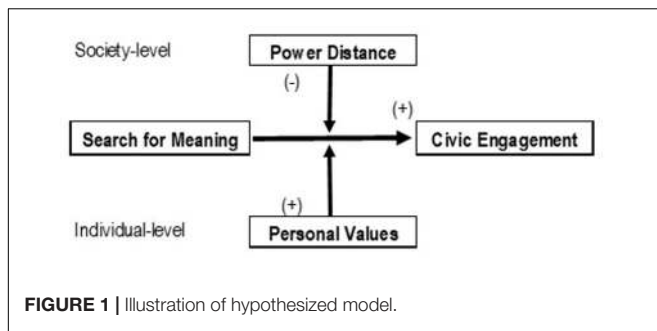 Society-level
Power Distance
(-)
(+)
Search for Meaning
Civic Engagement
(+)
Individual-level
Personal Values
FIGURE 1 | Illustration of hypothesized model.